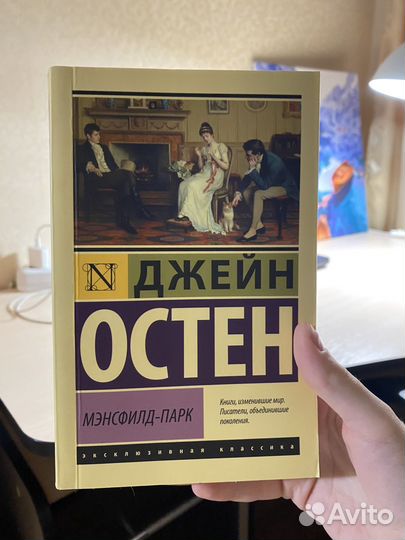 N
ДЖЕЙН
ОСТЕН
МЭНСФИЛД-ПАРК
Книги, изменившие мир.
Писатели, объединившие
поколения.
эксклюзивная классика
Avito